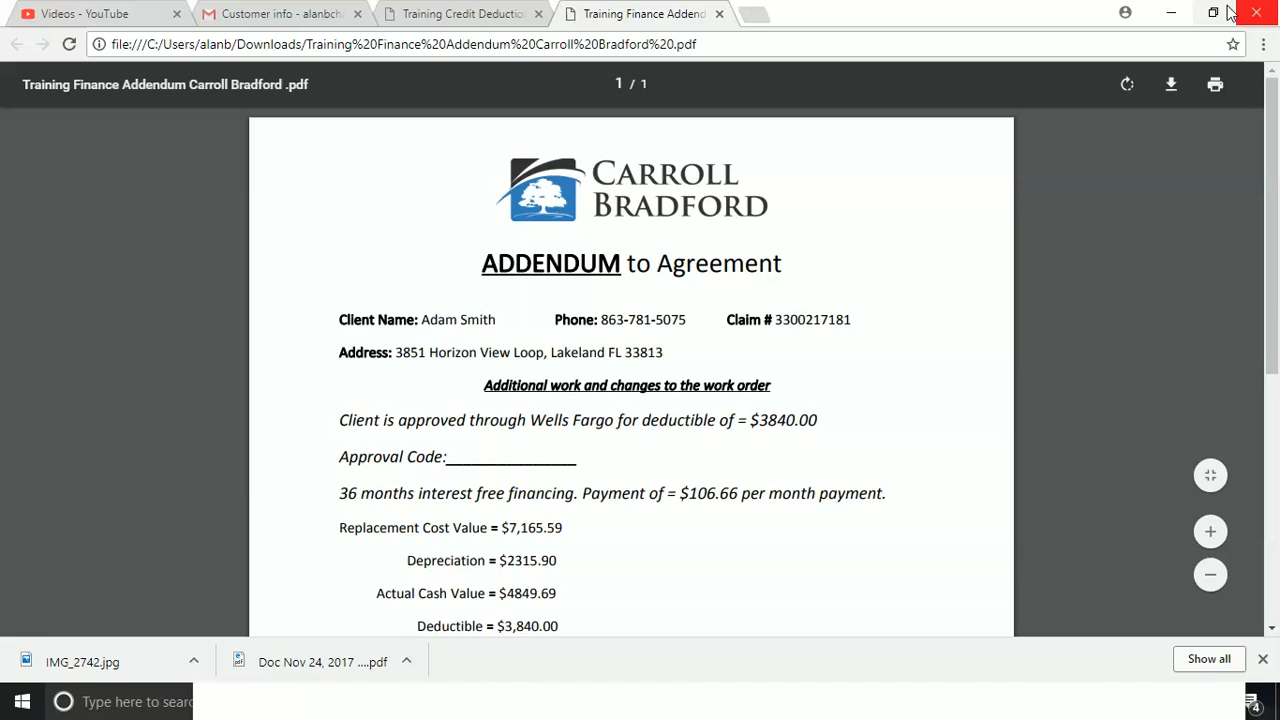 Videos - YouTube
Customer info - alanbch
Training Credit Deductio
Training Finance Addend
file:///C:/Users/alanb/Downloads/Training%20Finance%20Addendum%20Carroll%20Bradford%20.pdf
Training Finance Addendum Carroll Bradford .pdf
1 / 1
CARROLL
BRADFORD
ADDENDUM to Agreement
Client Name: Adam Smith Phone: 863-781-5075 Claim # 3300217181
Address: 3851 Horizon View Loop, Lakeland FL 33813
Additional work and changes to the work order
Client is approved through Wells Fargo for deductible of = $3840.00
Approval Code:________________
36 months interest free financing. Payment of = $106.66 per month payment.
Replacement Cost Value = $7,165.59
Depreciation = $2315.90
Actual Cash Value = $4849.69
Deductible = $3,840.00
IMG_2742.jpg
Doc Nov 24, 2017 ....pdf
Show all
Type here to searc
4